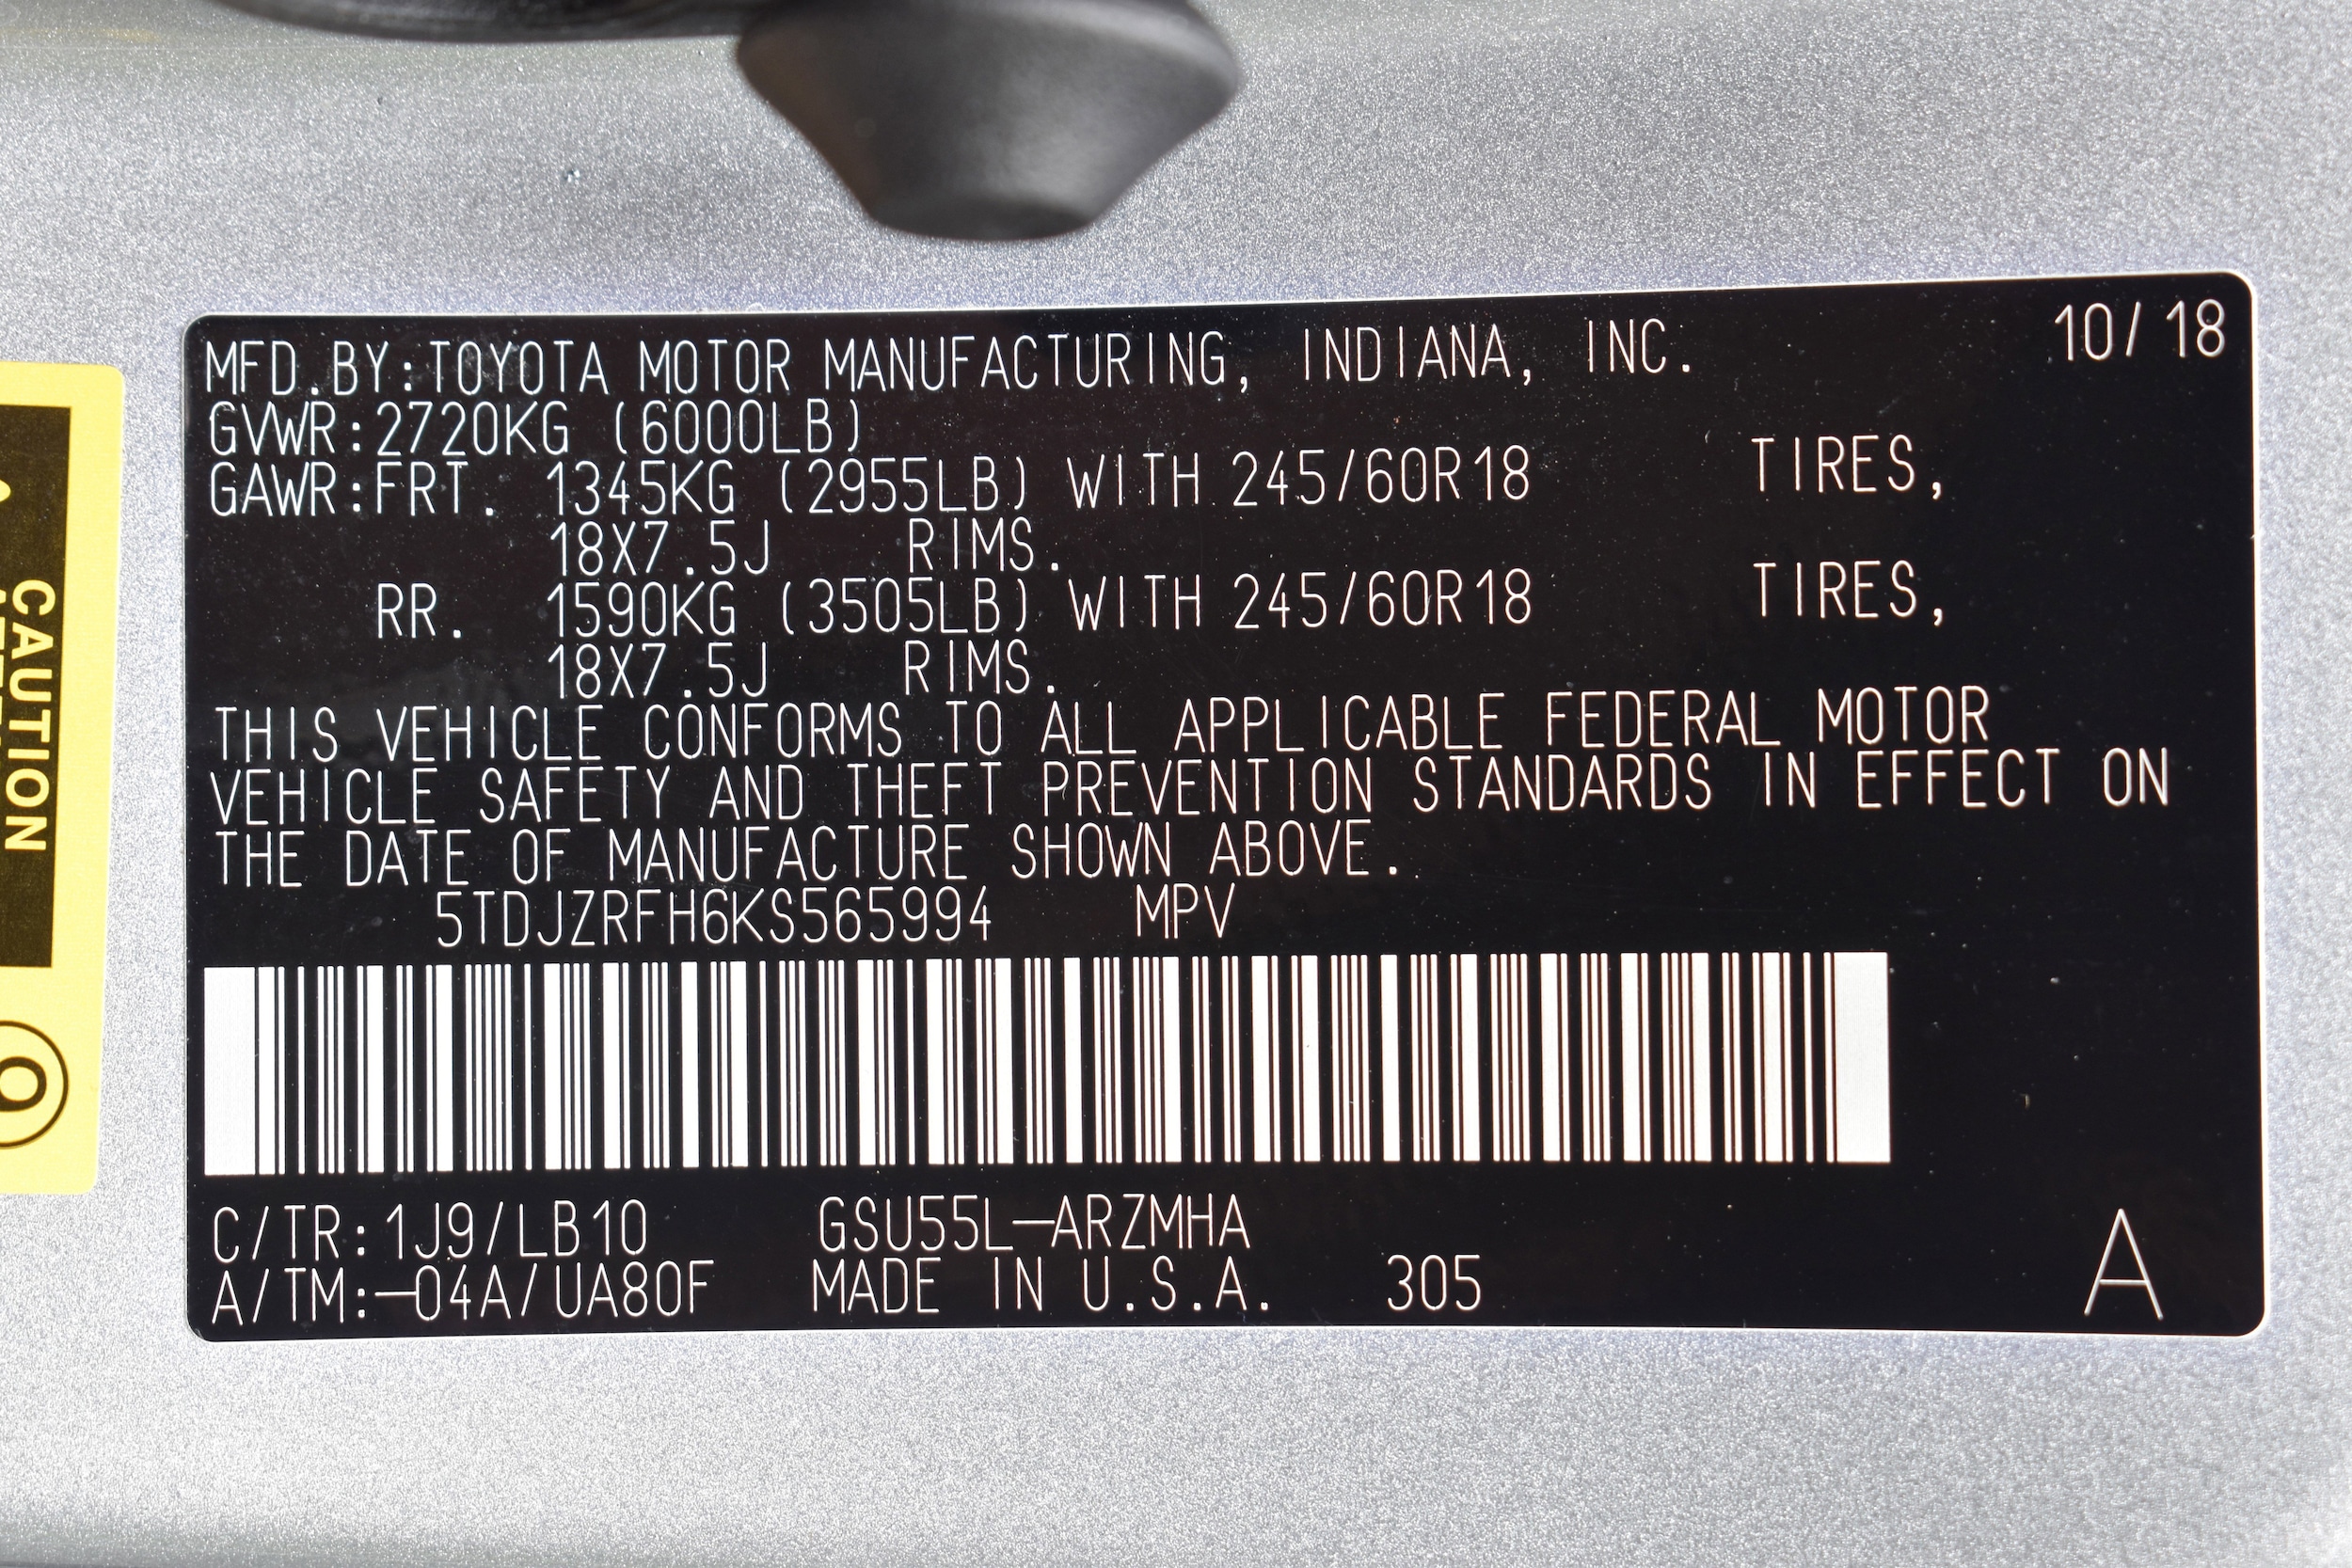 MFD.BY:TOYOTA MOTOR MANUFACTURING, INDIANA, INC. 10/18
GVWR:2720KG (6000LB)
GAWR:FRT. 1345KG (2955LB) WITH 245/60R18 TIRES,
18X7.5J RIMS.
RR. 1590KG (3505LB) WITH 245/60R18 TIRES,
18X7.5J RIMS.
THIS VEHICLE CONFORMS TO ALL APPLICABLE FEDERAL MOTOR
VEHICLE SAFETY AND THEFT PREVENTION STANDARDS IN EFFECT ON
THE DATE OF MANUFACTURE SHOWN ABOVE.
5TDJZRFH6KS565994 MPV
C/TR:1J9/LB10 GSU55L-ARZMHA
A/TM:-04A/UA80F MADE IN U.S.A. 305
A
CAUTION